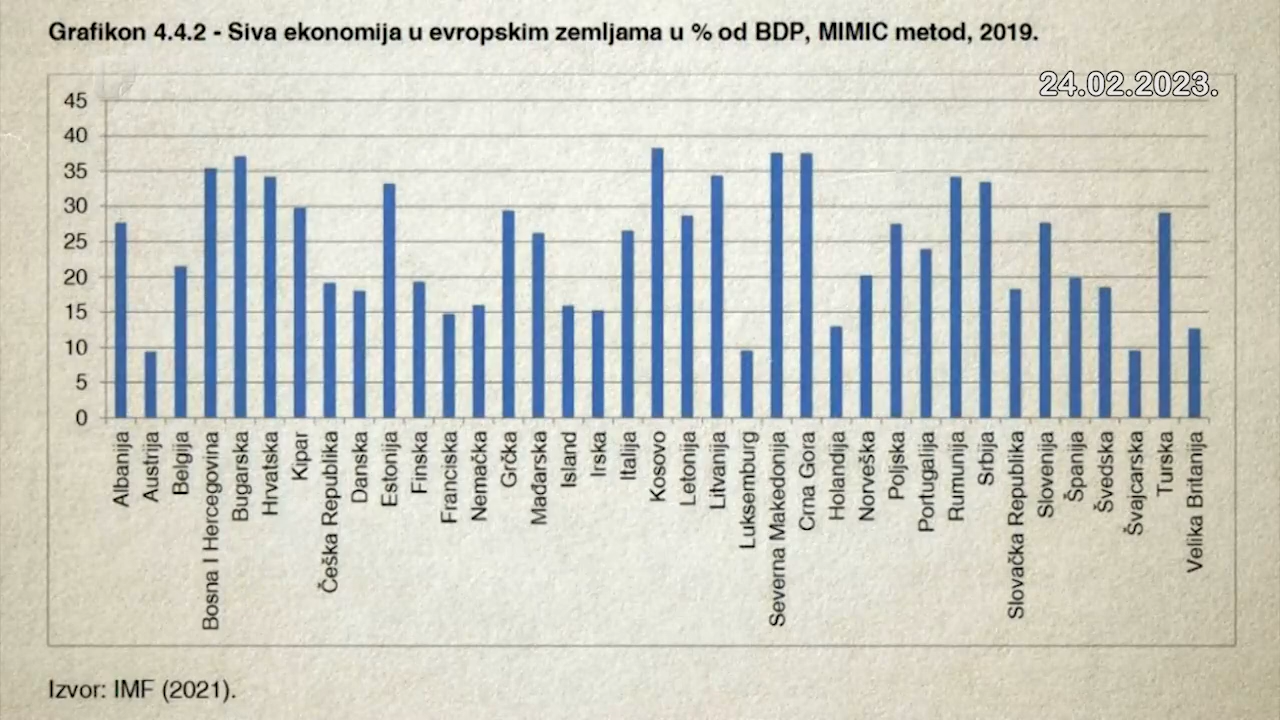 Grafikon 4.4.2 - Siva ekonomija u evropskim zemljama u % od BDP, MIMIC metod, 2019.
24.02.2023.
45
40
35
30
25
20
15
10
5
0
Albanija
Austrija
Belgija
Bosna I Hercegovina
Bugarska
Hrvatska
Kipar
Češka Republika
Danska
Estonija
Finska
Franciska
Nemačka
Grčka
Mađarska
Island
Irska
Italija
Kosovo
Letonija
Litvanija
Luksemburg
Severna Makedonija
Crna Gora
Holandija
Norveška
Poljska
Portugalija
Rumunija
Srbija
Slovačka Republika
Slovenija
Španija
Švedska
Švajcarska
Turska
Velika Britanija
Izvor: IMF (2021).